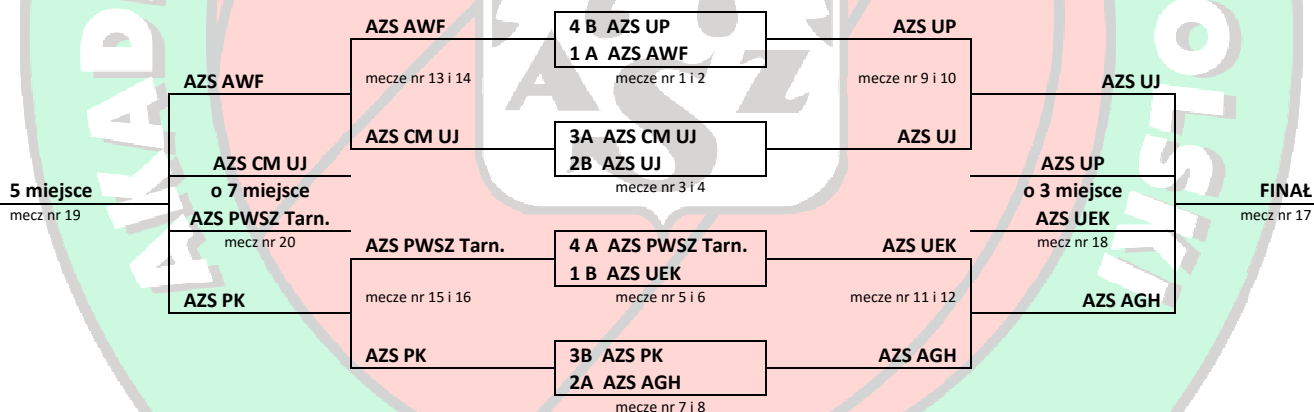 AZS AWF
4 B AZS UP
AZS UP
1 A AZS AWF
AZS AWF
mecze nr 13 i 14
mecze nr 1 i 2
mecze nr 9 i 10
AZS UJ
AZS CM UJ
3A AZS CM UJ
AZS UJ
AZS CM UJ
2B AZS UJ
AZS UP
5 miejsce
o 7 miejsce
mecze nr 3 i 4
o 3 miejsce
FINAŁ
mecz nr 19
AZS PWSZ Tarn.
AZS UEK
mecz nr 17
mecz nr 20
AZS PWSZ Tarn.
4 A AZS PWSZ Tarn.
AZS UEK
mecz nr 18
1 B AZS UEK
AZS PK
mecze nr 15 i 16
mecze nr 5 i 6
mecze nr 11 i 12
AZS AGH
AZS PK
3B AZS PK
AZS AGH
2A AZS AGH
mecze nr 7 i 8
AKAD
AZS
OLSKI